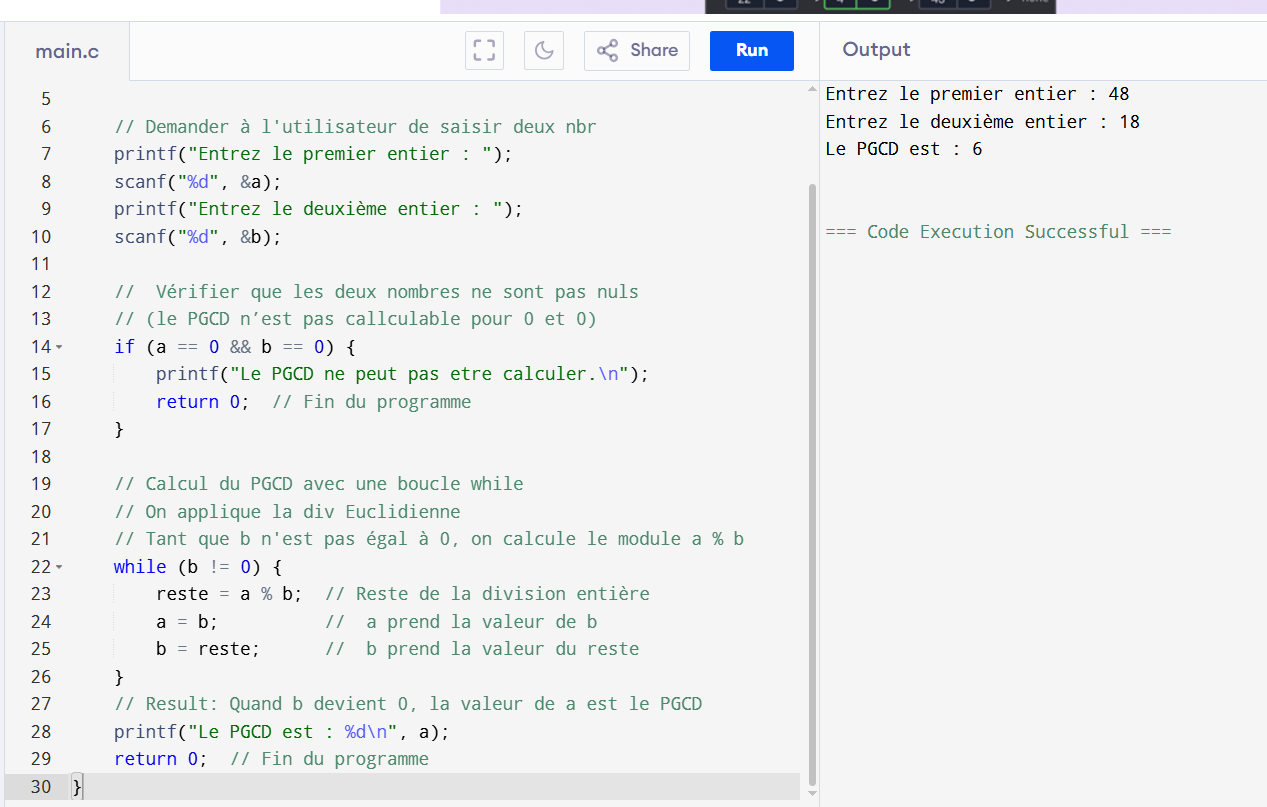 main.c
Share
Run
Output
5
6 // Demander à l'utilisateur de saisir deux nbr
7 printf("Entrez le premier entier : ");
8 scanf("%d", &a);
9 printf("Entrez le deuxième entier : ");
10 scanf("%d", &b);
11
12 //  Vérifier que les deux nombres ne sont pas nuls
13 // (le PGCD n’est pas callculable pour 0 et 0)
14 if (a == 0 && b == 0) {
15 printf("Le PGCD ne peut pas etre calculer.\n");
16 return 0;  // Fin du programme
17 }
18
19 // Calcul du PGCD avec une boucle while
20 // On applique la div Euclidienne
21 // Tant que b n'est pas égal à 0, on calcule le module a % b
22 while (b != 0) {
23 reste = a % b;  // Reste de la division entière
24 a = b;          //  a prend la valeur de b
25 b = reste;      //  b prend la valeur du reste
26 }
27 // Result: Quand b devient 0, la valeur de a est le PGCD
28 printf("Le PGCD est : %d\n", a);
29 return 0;  // Fin du programme
30 }
Entrez le premier entier : 48
Entrez le deuxième entier : 18
Le PGCD est : 6
=== Code Execution Successful ===